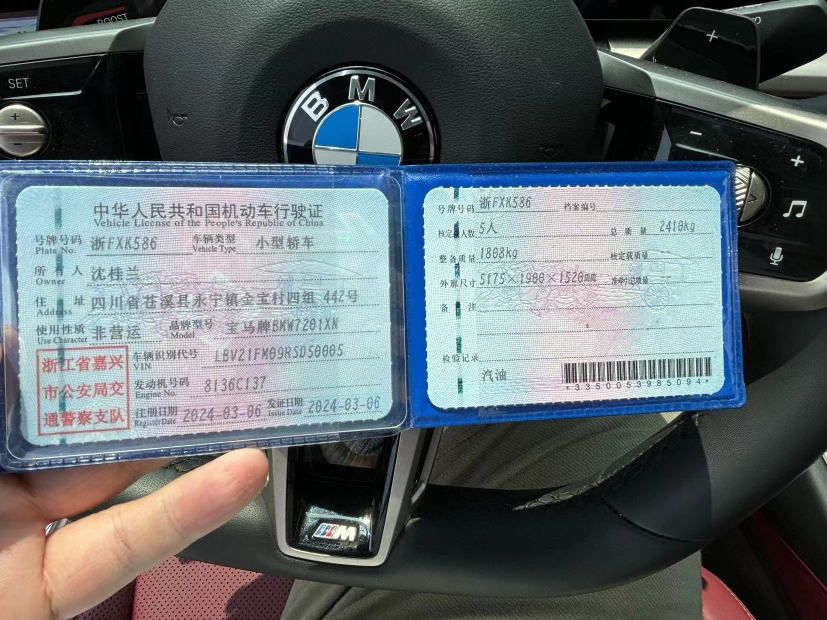 BOOST
SET
BMW
中华人民共和国机动车行驶证
Vehicle License of the People's Republic of China
号牌号码 浙FXK586 车辆类型 小型轿车
Plate No. Vehicle Type
所有人 沈桂兰
Owner
住址 四川省苍溪县永宁镇金宝村四组 442号
Address
使用性质 非营运 品牌型号 宝马牌BMW7201XN
Use Character Model
浙江省嘉兴
市公安局交
通警察支队
车辆识别代号 LBV21FM09RSD50005
VIN
发动机号码 8136C137
Engine No.
注册日期 2024-03-06 发证日期 2024-03-06
Register Date Issue Date
号牌号码 浙FXK586 档案编号
核定载人数 5人 总质量 2410kg
整备质量 1808kg 核定载质量
外廓尺寸 5175×1900×1520mm 准牵引总质量
备注
检验记录
汽油
*3350053985094*
M